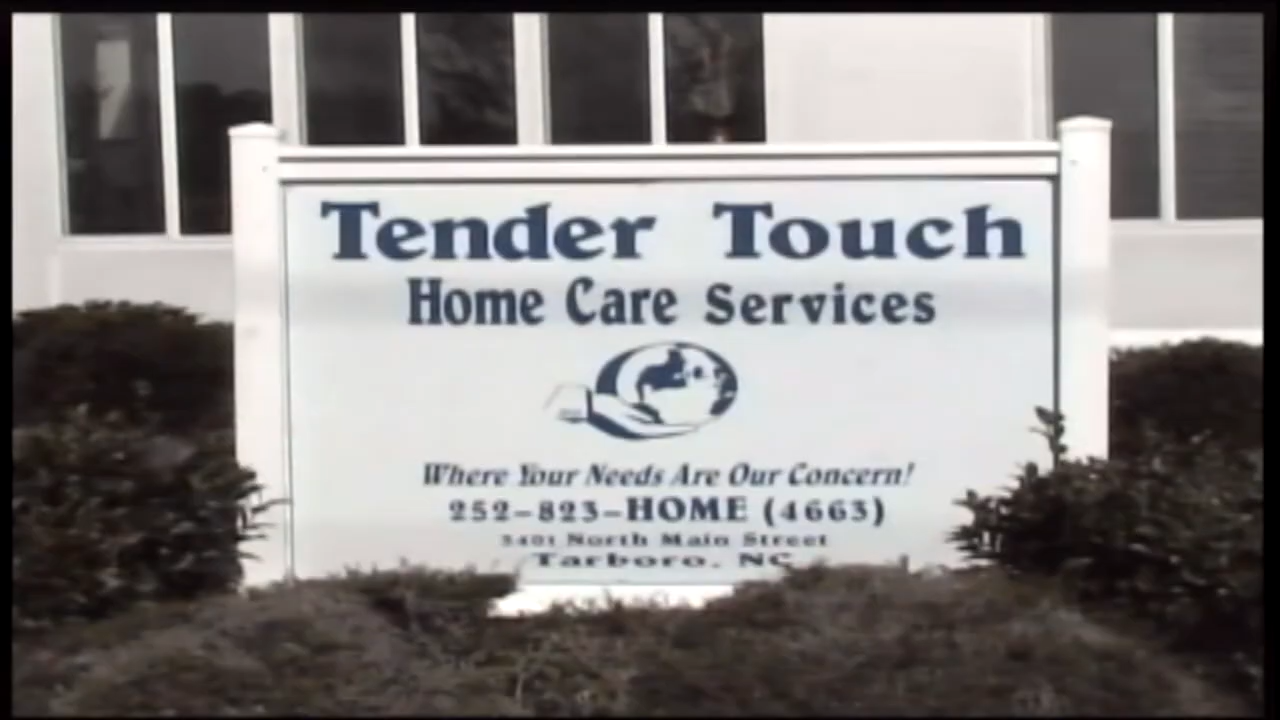 Tender Touch
Home Care Services
Where Your Needs Are Our Concern!
252-823-HOME (4663)
North Main Street
Tarboro, NC